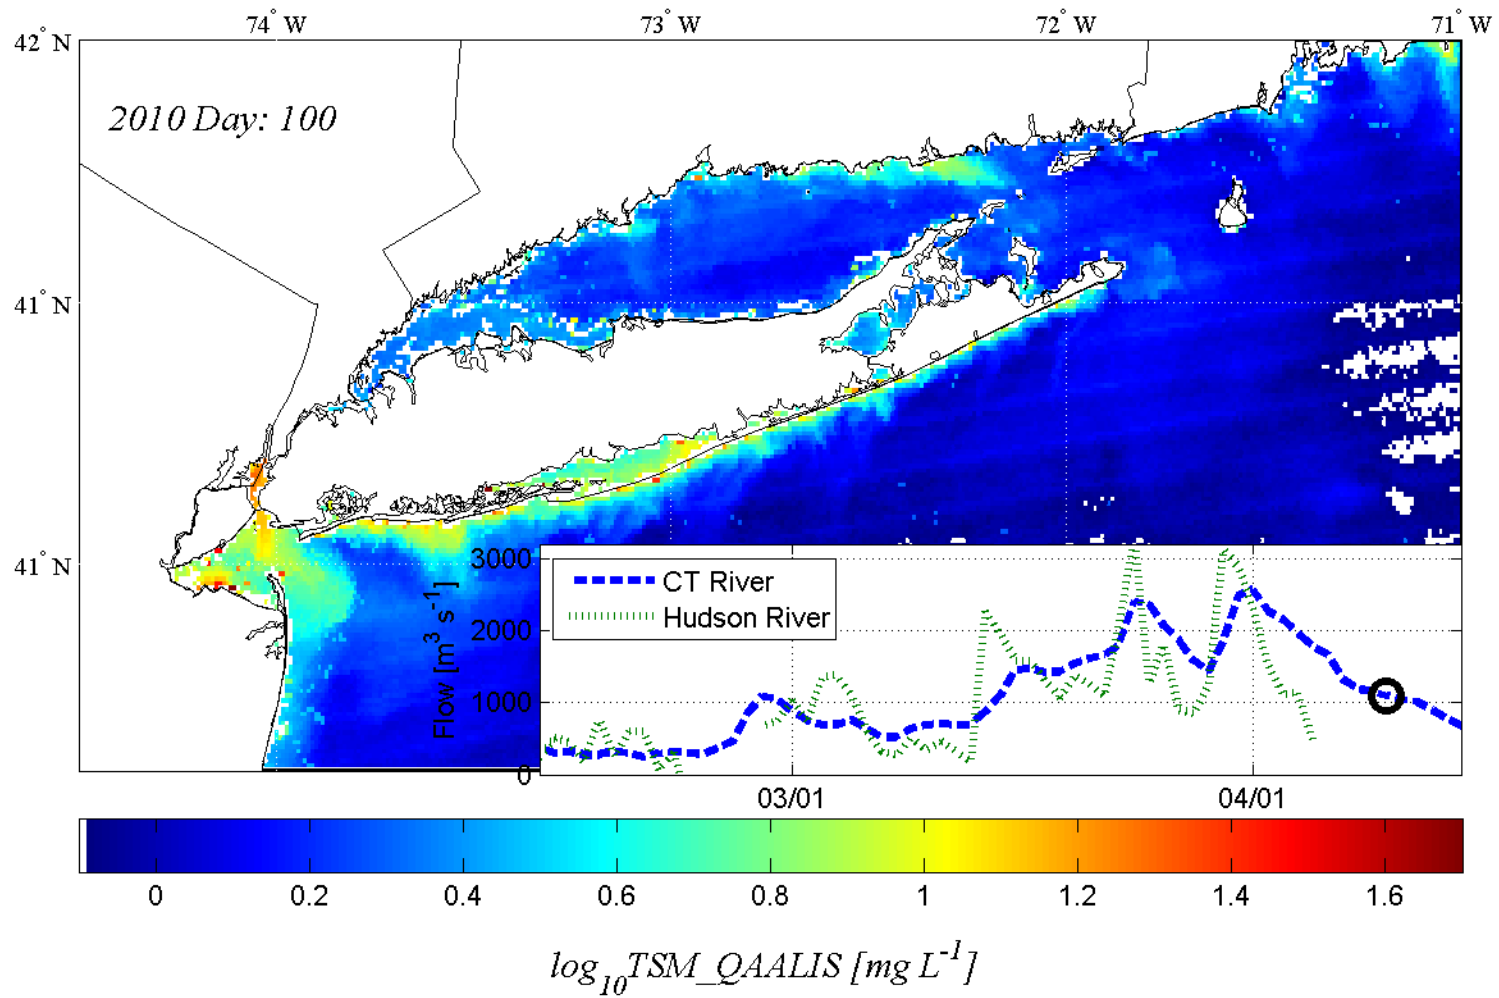 74° W 73° W 72° W 71° W
42° N
2010 Day: 100
41° N
41° N
3000
2000
1000
0
Flow [m³ s⁻¹]
CT River
Hudson River
03/01 04/01
0 0.2 0.4 0.6 0.8 1 1.2 1.4 1.6
log₁₀TSM_QAALIS [mg L⁻¹]